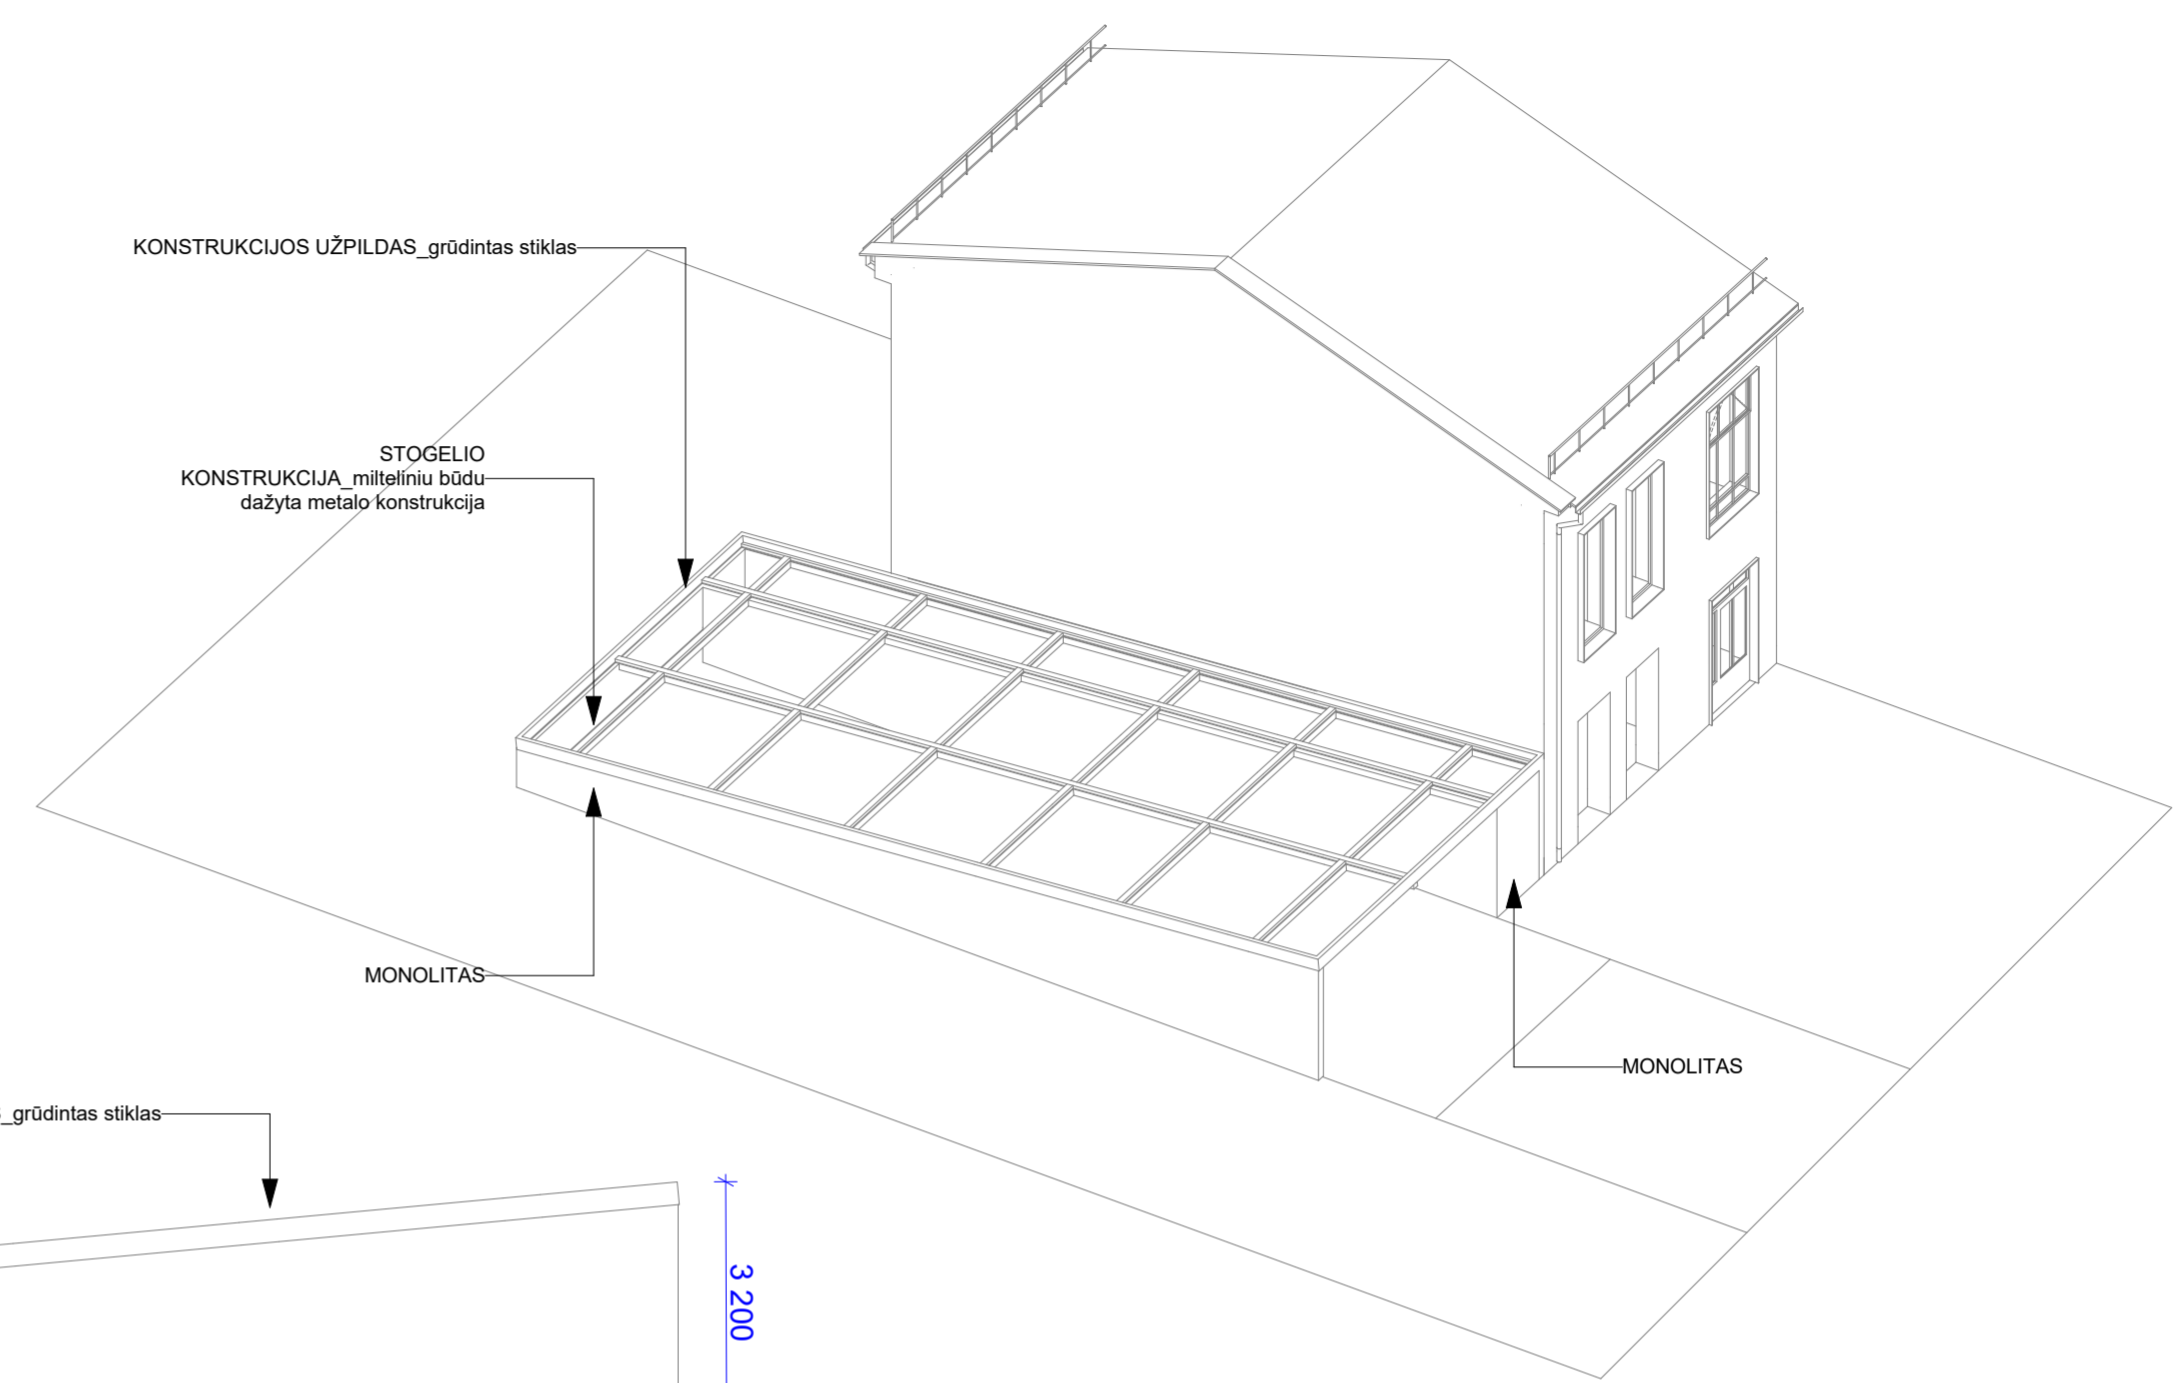 KONSTRUKCIJOS UŽPILDAS_grūdintas stiklas
STOGELIO
KONSTRUKCIJA_milteliniu būdu
dažyta metalo konstrukcija
MONOLITAS
MONOLITAS
_grūdintas stiklas
3 200